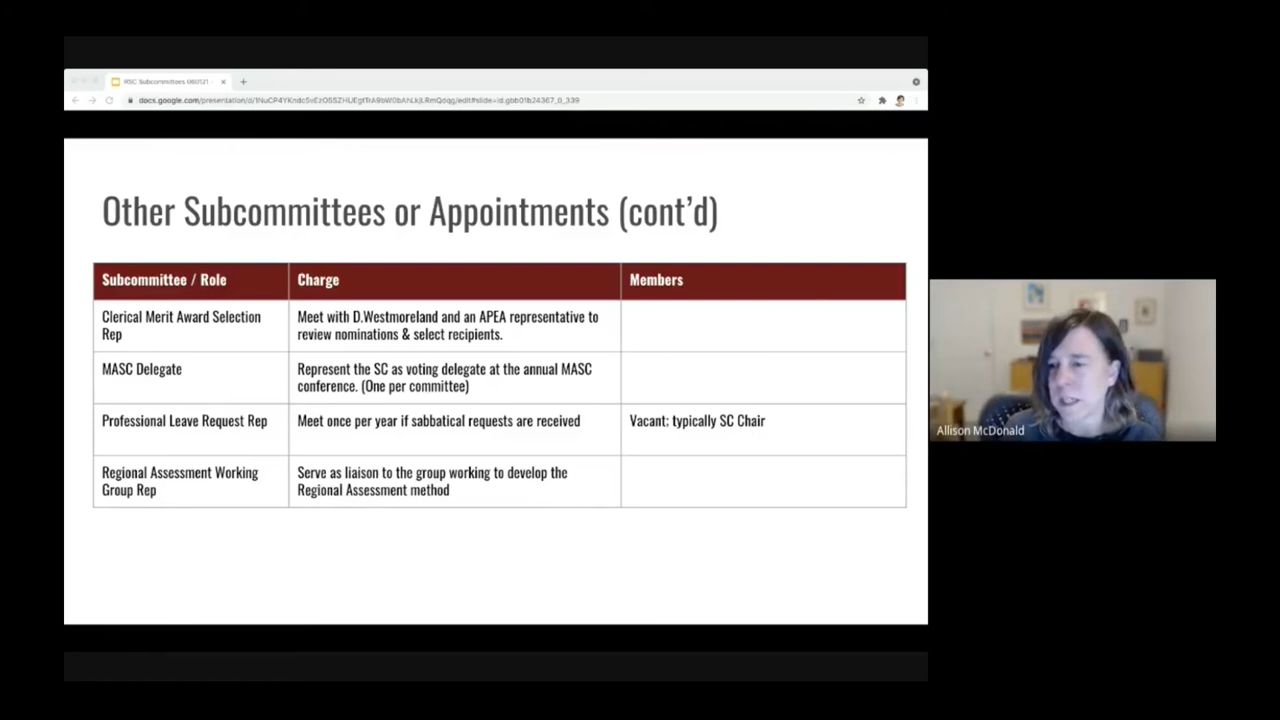 RSC Subcommittees 060121 -
Other Subcommittees or Appointments (cont’d)
Subcommittee / Role
Charge
Members
Clerical Merit Award Selection
Rep
Meet with D.Westmoreland and an APEA representative to
review nominations & select recipients.
MASC Delegate
Represent the SC as voting delegate at the annual MASC
conference. (One per committee)
Professional Leave Request Rep
Meet once per year if sabbatical requests are received
Vacant; typically SC Chair
Regional Assessment Working
Group Rep
Serve as liaison to the group working to develop the
Regional Assessment method
Allison McDonald